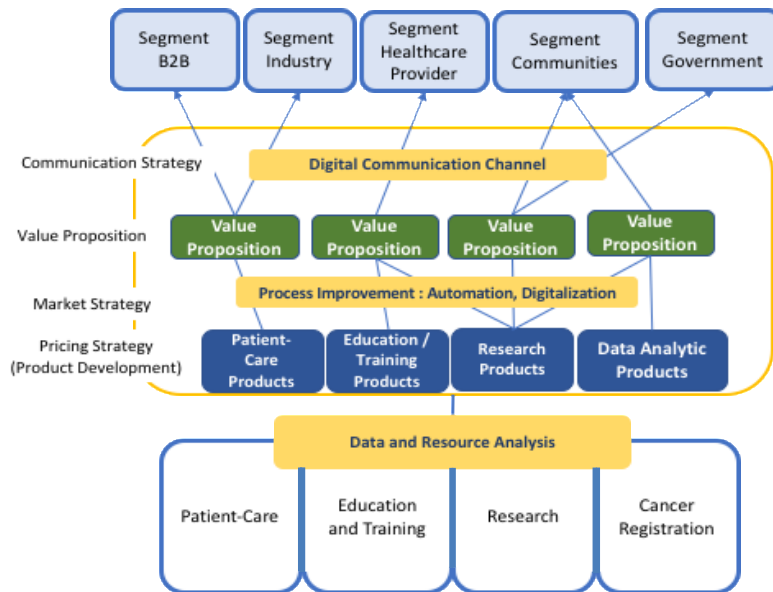 Segment
B2B
Segment
Industry
Segment
Healthcare
Provider
Segment
Communities
Segment
Government
Communication Strategy
Digital Communication Channel
Value Proposition
Value
Proposition
Value
Proposition
Value
Proposition
Value
Proposition
Market Strategy
Process Improvement : Automation, Digitalization
Pricing Strategy
(Product Development)
Patient-
Care
Products
Education /
Training
Products
Research
Products
Data Analytic
Products
Data and Resource Analysis
Patient-Care
Education
and Training
Research
Cancer
Registration